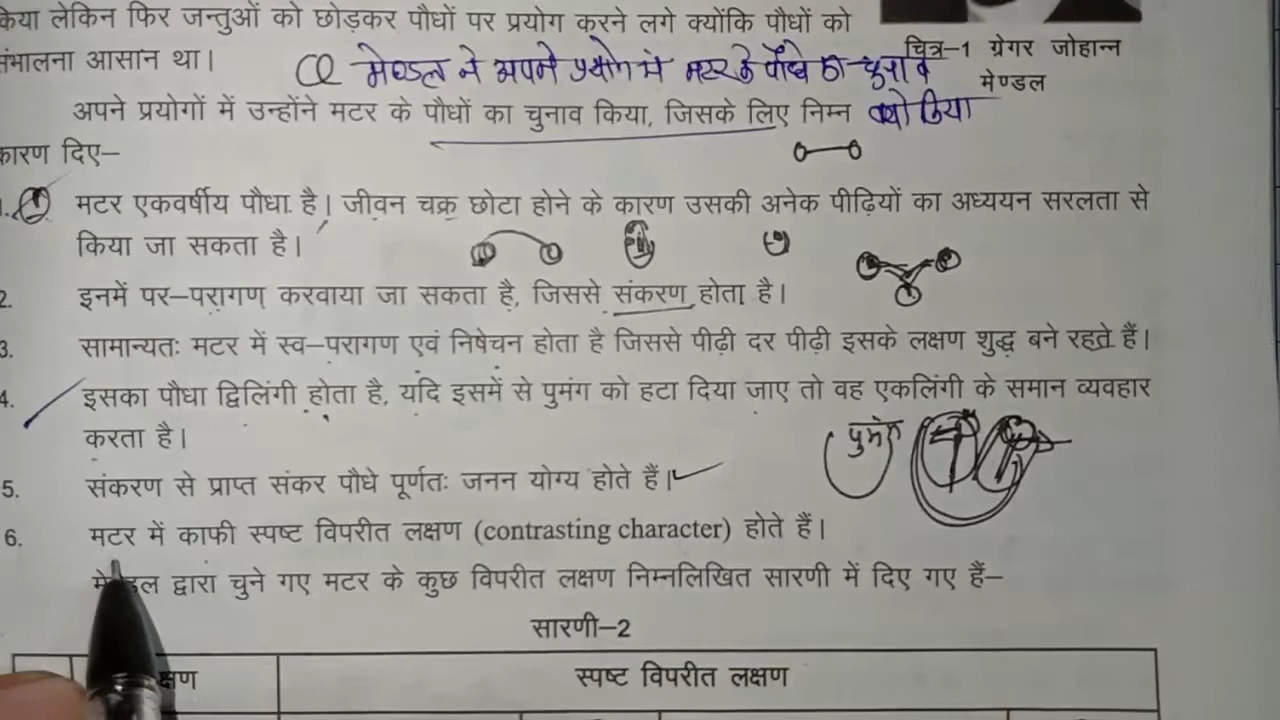 किया लेकिन फिर जन्तुओं को छोड़कर पौधों पर प्रयोग करने लगे क्योंकि पौधों को
संभालना आसान था।
चित्र–1 ग्रेगर जोहान्न
मेण्डल
Q मेण्डल ने अपने प्रयोग में मटर के पौधे का चुनाव
क्यो किया
अपने प्रयोगों में उन्होंने मटर के पौधों का चुनाव किया, जिसके लिए निम्न
कारण दिए–
1. मटर एकवर्षीय पौधा है। जीवन चक्र छोटा होने के कारण उसकी अनेक पीढ़ियों का अध्ययन सरलता से
किया जा सकता है।
2. इनमें पर–परागण करवाया जा सकता है, जिससे संकरण होता है।
3. सामान्यतः मटर में स्व–परागण एवं निषेचन होता है जिससे पीढ़ी दर पीढ़ी इसके लक्षण शुद्ध बने रहते हैं।
4. इसका पौधा द्विलिंगी होता है, यदि इसमें से पुमंग को हटा दिया जाए तो वह एकलिंगी के समान व्यवहार
करता है।
पुमंग
5. संकरण से प्राप्त संकर पौधे पूर्णतः जनन योग्य होते हैं।
6. मटर में काफी स्पष्ट विपरीत लक्षण (contrasting character) होते हैं।
द्वारा चुने गए मटर के कुछ विपरीत लक्षण निम्नलिखित सारणी में दिए गए हैं–
सारणी–2
स्पष्ट विपरीत लक्षण